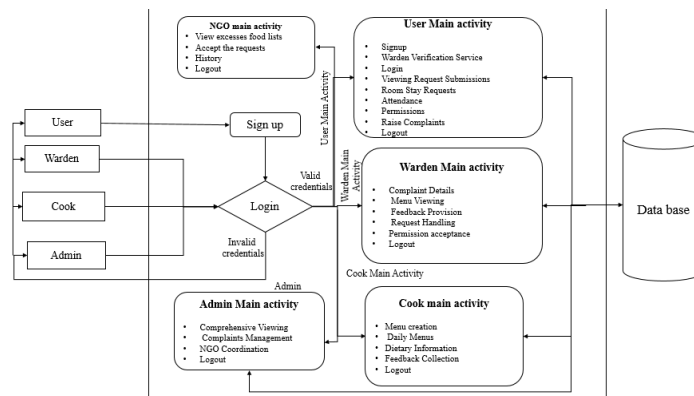 NGO main activity
View excesses food lists
Accept the requests
History
Logout
User Main activity
Signup
Warden Verification Service
Login
Viewing Request Submissions
Room Stay Requests
Attendance
Permissions
Raise Complaints
Logout
User Main Activity
User
Sign up
Warden
Cook
Admin
Login
Valid
credentials
Invalid
credentials
Warden Main
Activity
Warden Main activity
Complaint Details
Menu Viewing
Feedback Provision
Request Handling
Permission acceptance
Logout
Data base
Cook Main Activity
Admin
Admin Main activity
Comprehensive Viewing
Complaints Management
NGO Coordination
Logout
Cook main activity
Menu creation
Daily Menus
Dietary Information
Feedback Collection
Logout